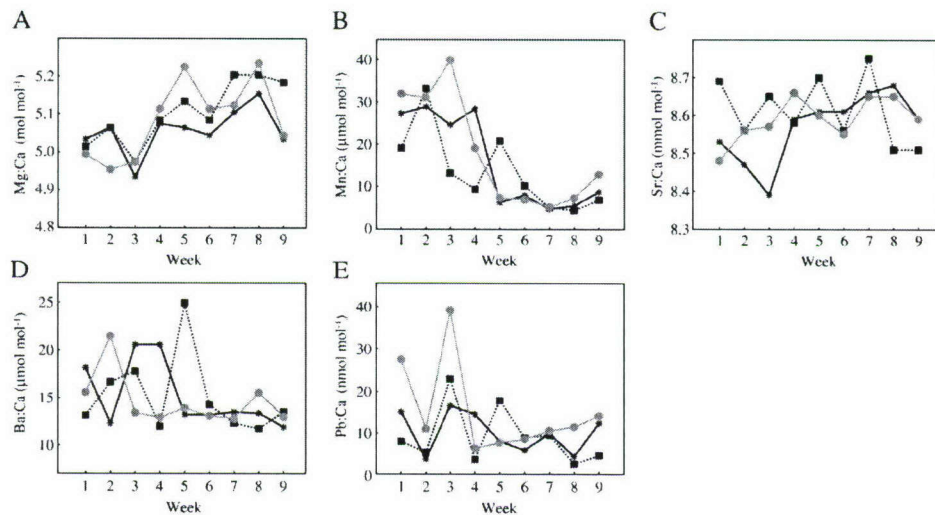 A
Mg:Ca (mol mol⁻¹)
5.2
5.1
5.0
4.9
4.8
1 2 3 4 5 6 7 8 9
Week
B
Mn:Ca (μmol mol⁻¹)
40
30
20
10
0
1 2 3 4 5 6 7 8 9
Week
C
Sr:Ca (mmol mol⁻¹)
8.7
8.6
8.5
8.4
8.3
1 2 3 4 5 6 7 8 9
Week
D
Ba:Ca (μmol mol⁻¹)
25
20
15
10
1 2 3 4 5 6 7 8 9
Week
E
Pb:Ca (nmol mol⁻¹)
40
30
20
10
0
1 2 3 4 5 6 7 8 9
Week